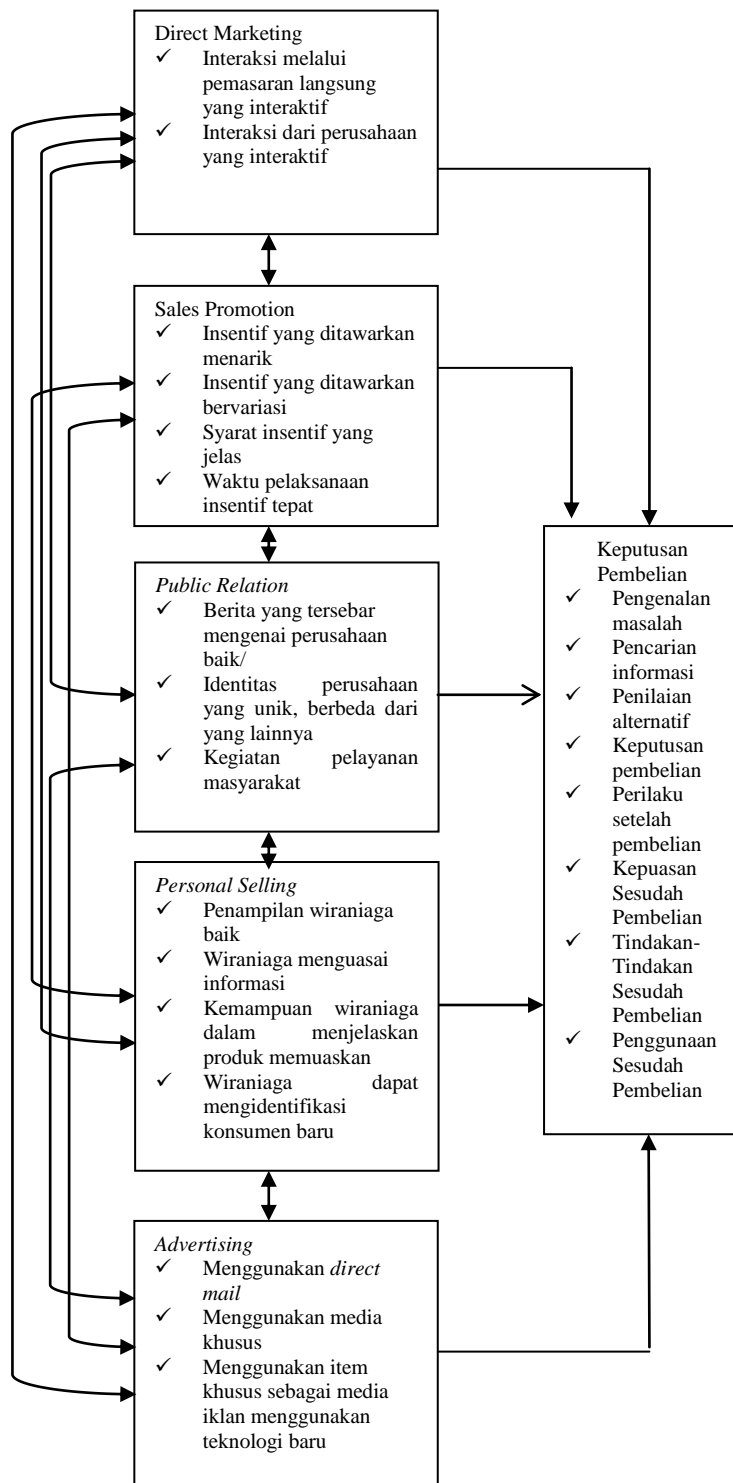 Direct Marketing
✓ Interaksi melalui
pemasaran langsung
yang interaktif
✓ Interaksi dari perusahaan
yang interaktif
Sales Promotion
✓ Insentif yang ditawarkan
menarik
✓ Insentif yang ditawarkan
bervariasi
✓ Syarat insentif yang
jelas
✓ Waktu pelaksanaan
insentif tepat
Public Relation
✓ Berita yang tersebar
mengenai perusahaan
baik/
✓ Identitas perusahaan
yang unik, berbeda dari
yang lainnya
✓ Kegiatan pelayanan
masyarakat
Personal Selling
✓ Penampilan wiraniaga
baik
✓ Wiraniaga menguasai
informasi
✓ Kemampuan wiraniaga
dalam menjelaskan
produk memuaskan
✓ Wiraniaga dapat
mengidentifikasi
konsumen baru
Advertising
✓ Menggunakan direct
mail
✓ Menggunakan media
khusus
✓ Menggunakan item
khusus sebagai media
iklan menggunakan
teknologi baru
Keputusan
Pembelian
✓ Pengenalan
masalah
✓ Pencarian
informasi
✓ Penilaian
alternatif
✓ Keputusan
pembelian
✓ Perilaku
setelah
pembelian
✓ Kepuasan
Sesudah
Pembelian
✓ Tindakan-
Tindakan
Sesudah
Pembelian
✓ Penggunaan
Sesudah
Pembelian